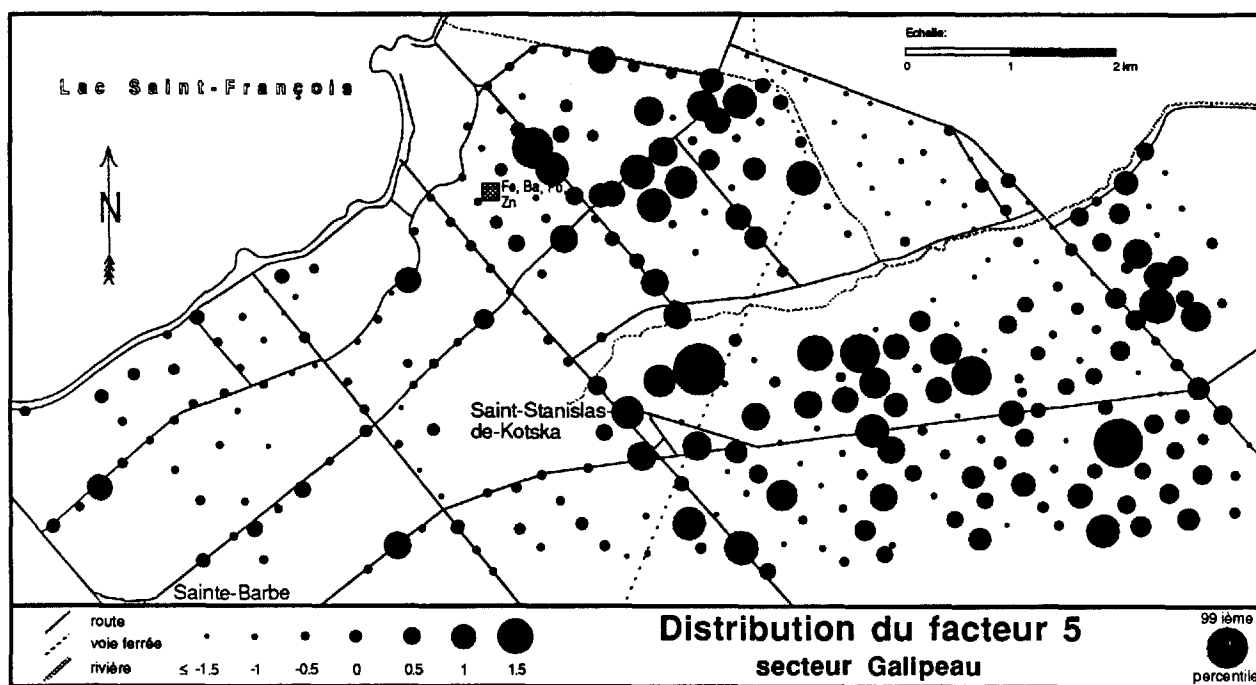 Echelle:
0 1 2 km
Lac Saint-François
N
Fe, Ba, Pb
Zn
Saint-Stanislas
de-Kotska
Sainte-Barbe
route
voie ferrée
rivière
≤ -1.5 -1 -0.5 0 0.5 1 1.5
Distribution du facteur 5
secteur Galipeau
99 ième
percentile